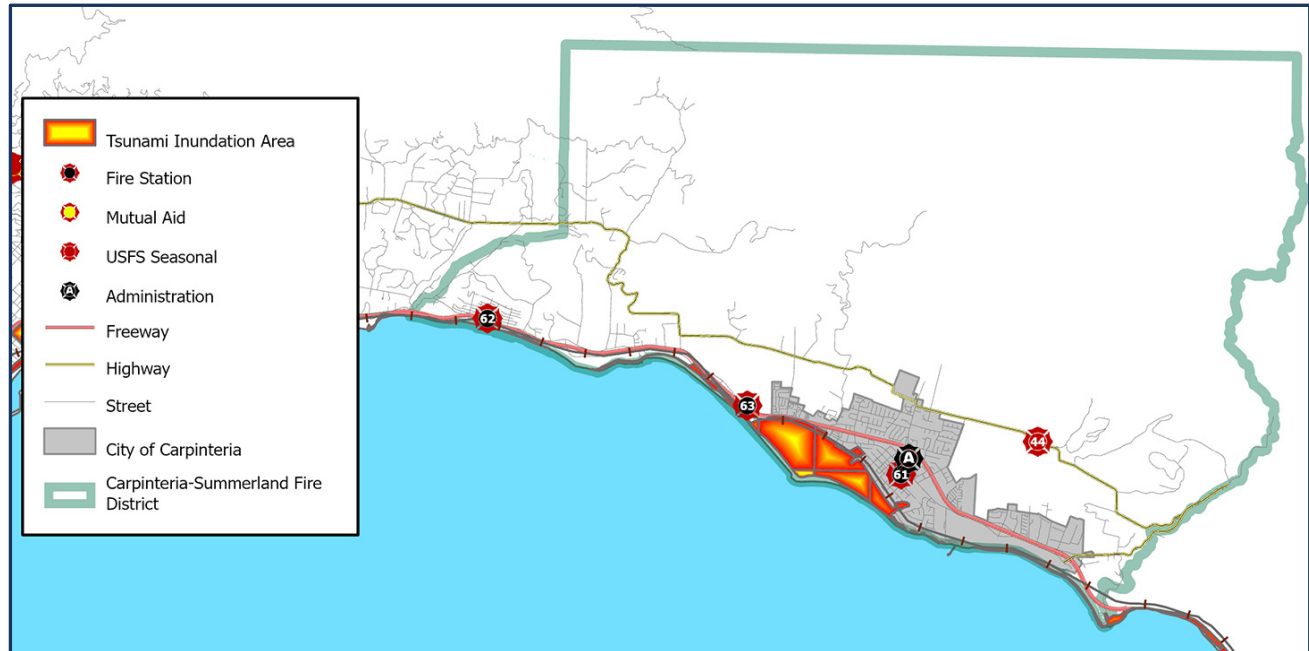 Tsunami Inundation Area
Fire Station
Mutual Aid
USFS Seasonal
A
Administration
Freeway
Highway
Street
City of Carpinteria
Carpinteria-Summerland Fire
District
62
63
44
A
61